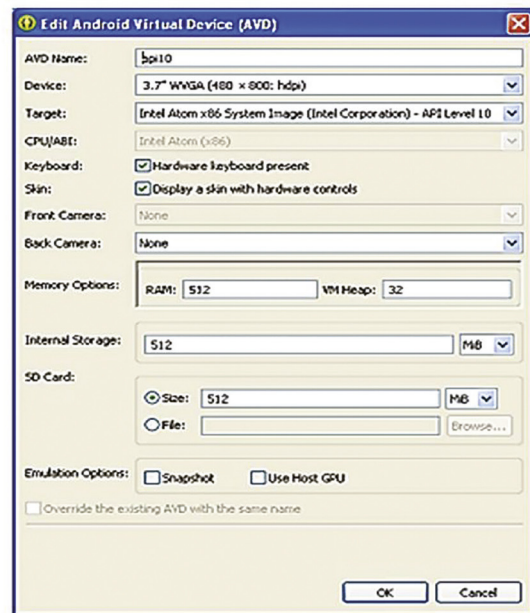 Edit Android Virtual Device (AVD)
AVD Name: api10
Device: 3.7" WVGA (480 × 800: hdpi)
Target: Intel Atom x86 System Image (Intel Corporation) - API Level 10
CPU/ABI: Intel Atom (x86)
Keyboard: Hardware keyboard present
Skin: Display a skin with hardware controls
Front Camera: None
Back Camera: None
Memory Options: RAM: 512 VM Heap: 32
Internal Storage: 512 MiB
SD Card:
Size: 512 MiB
File: Browse...
Emulation Options: Snapshot Use Host GPU
Override the existing AVD with the same name
OK Cancel